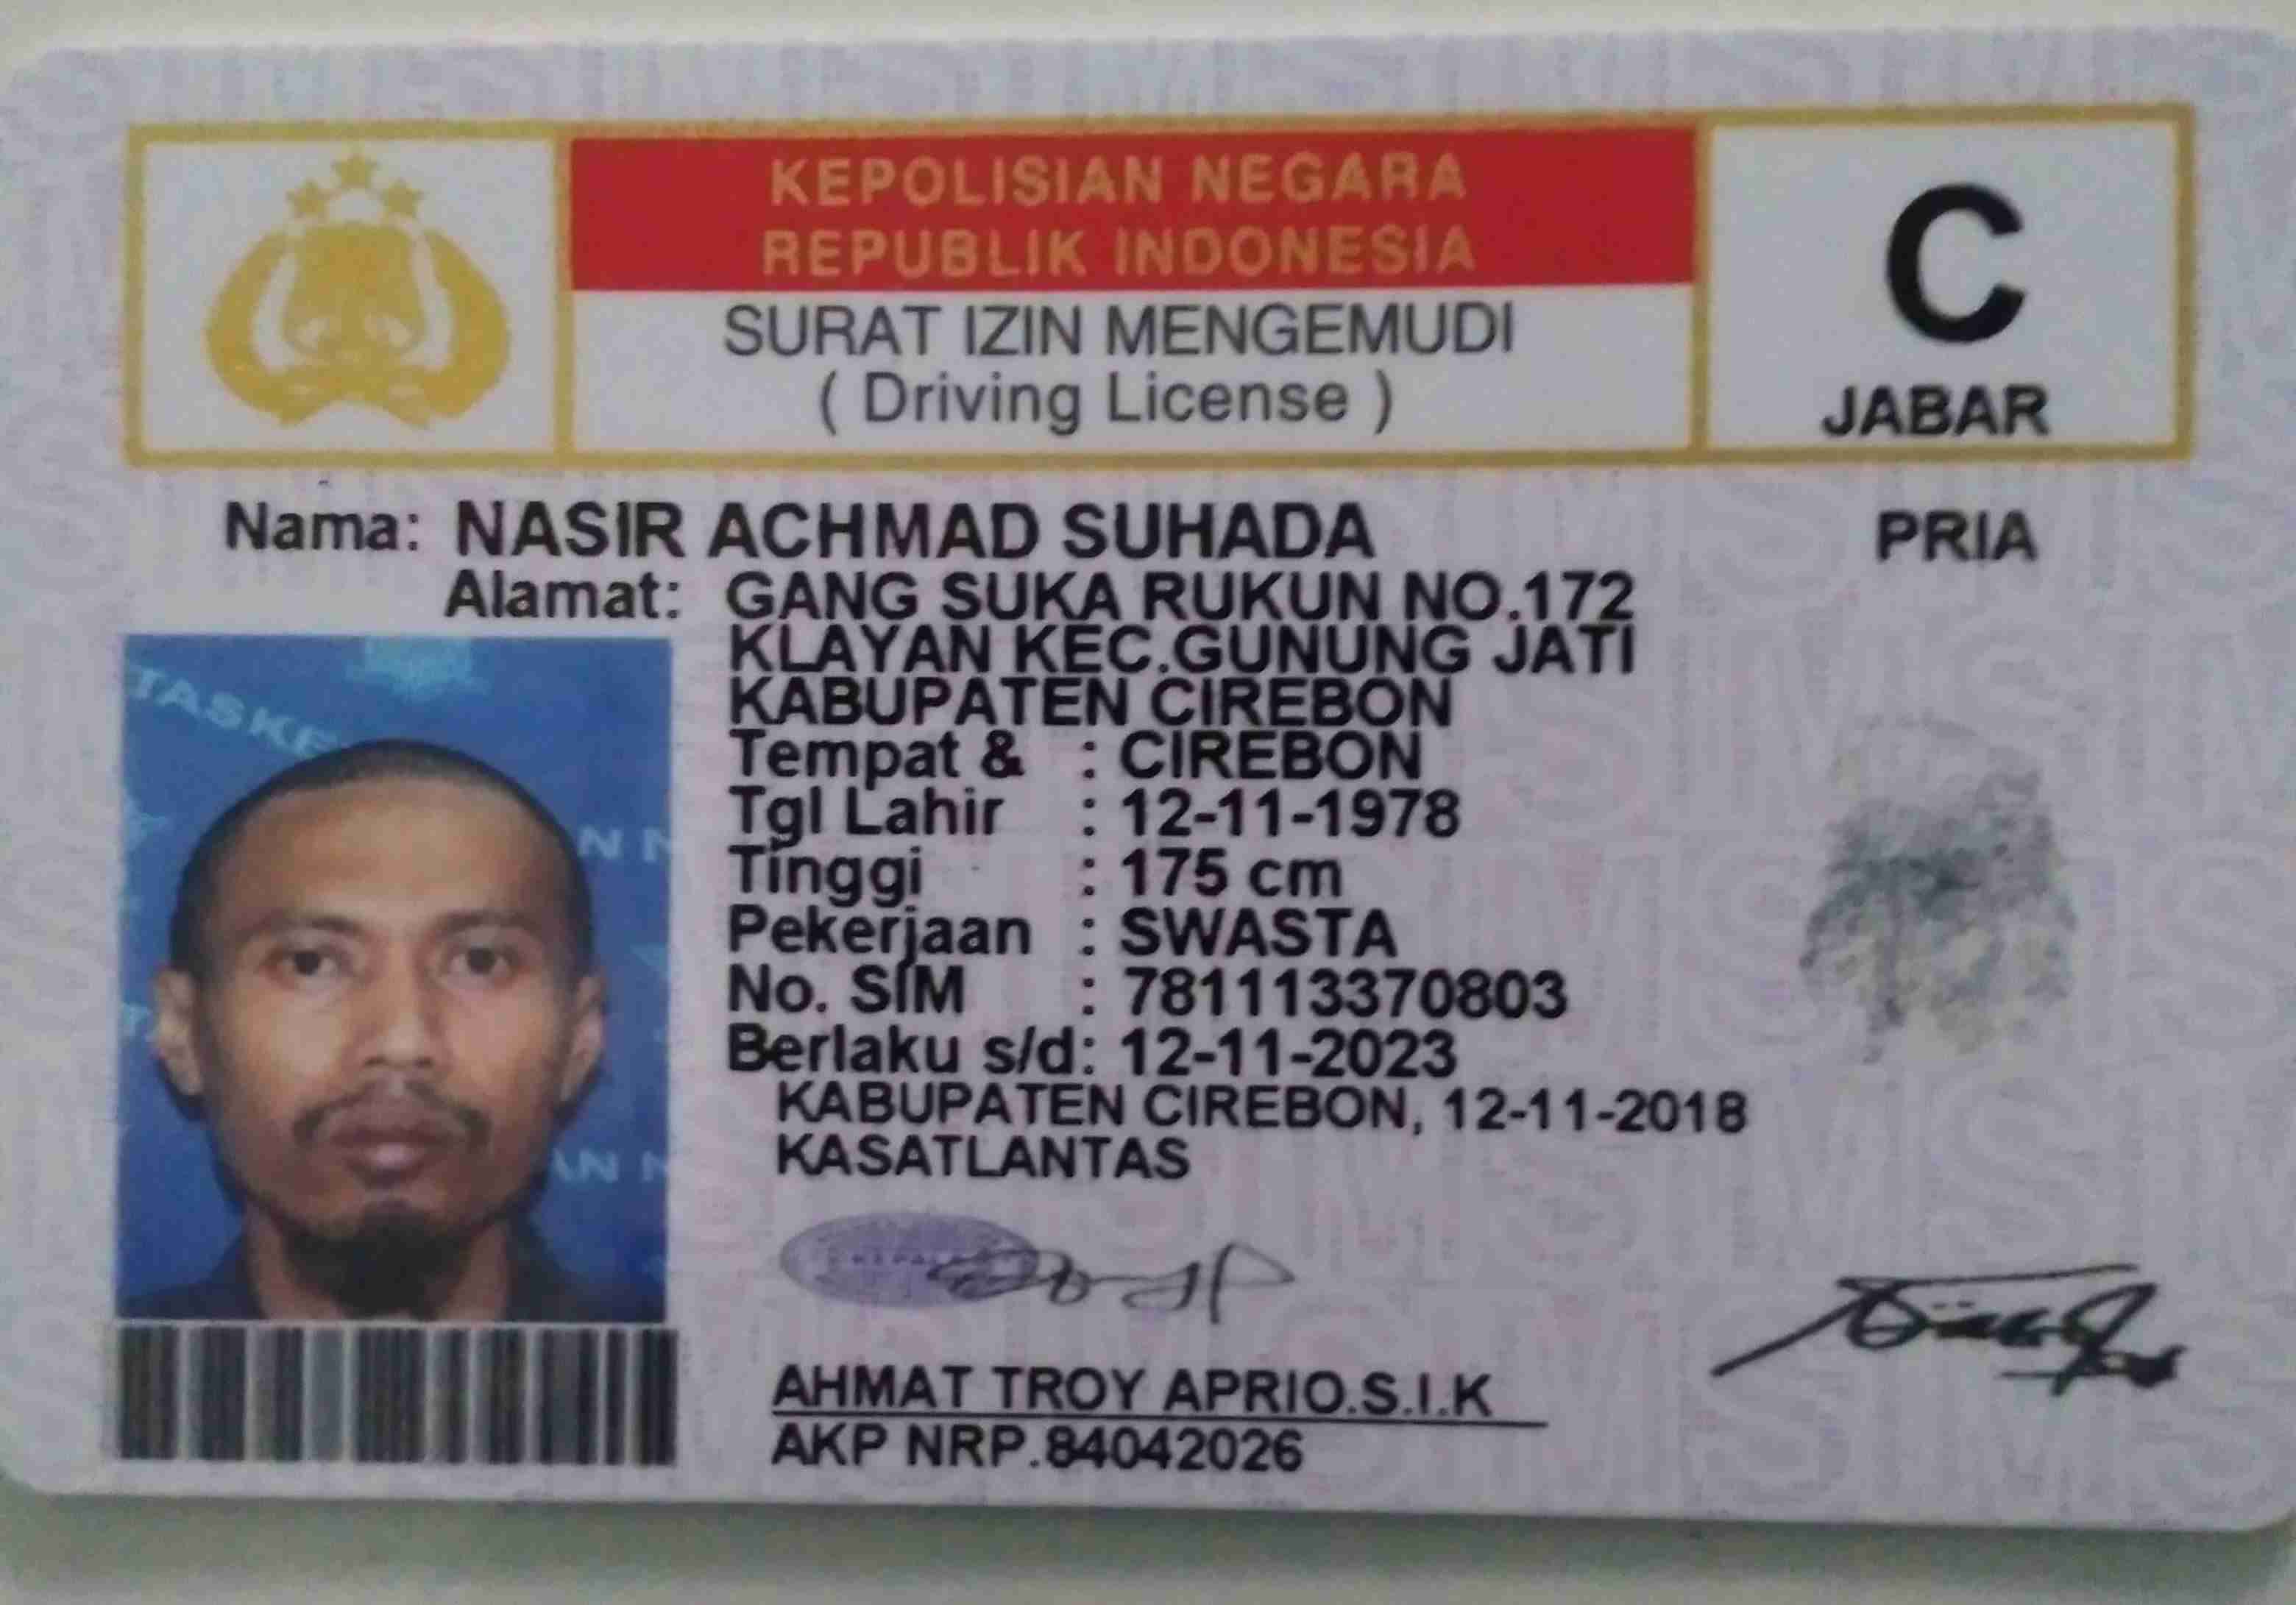 KEPOLISIAN NEGARA
REPUBLIK INDONESIA
SURAT IZIN MENGEMUDI
( Driving License )
C
JABAR
Nama: NASIR ACHMAD SUHADA
PRIA
Alamat: GANG SUKA RUKUN NO.172
KLAYAN KEC.GUNUNG JATI
KABUPATEN CIREBON
Tempat & : CIREBON
Tgl Lahir : 12-11-1978
Tinggi : 175 cm
Pekerjaan : SWASTA
No. SIM : 781113370803
Berlaku s/d: 12-11-2023
KABUPATEN CIREBON, 12-11-2018
KASATLANTAS
AHMAT TROY APRIO.S.I.K
AKP NRP.84042026